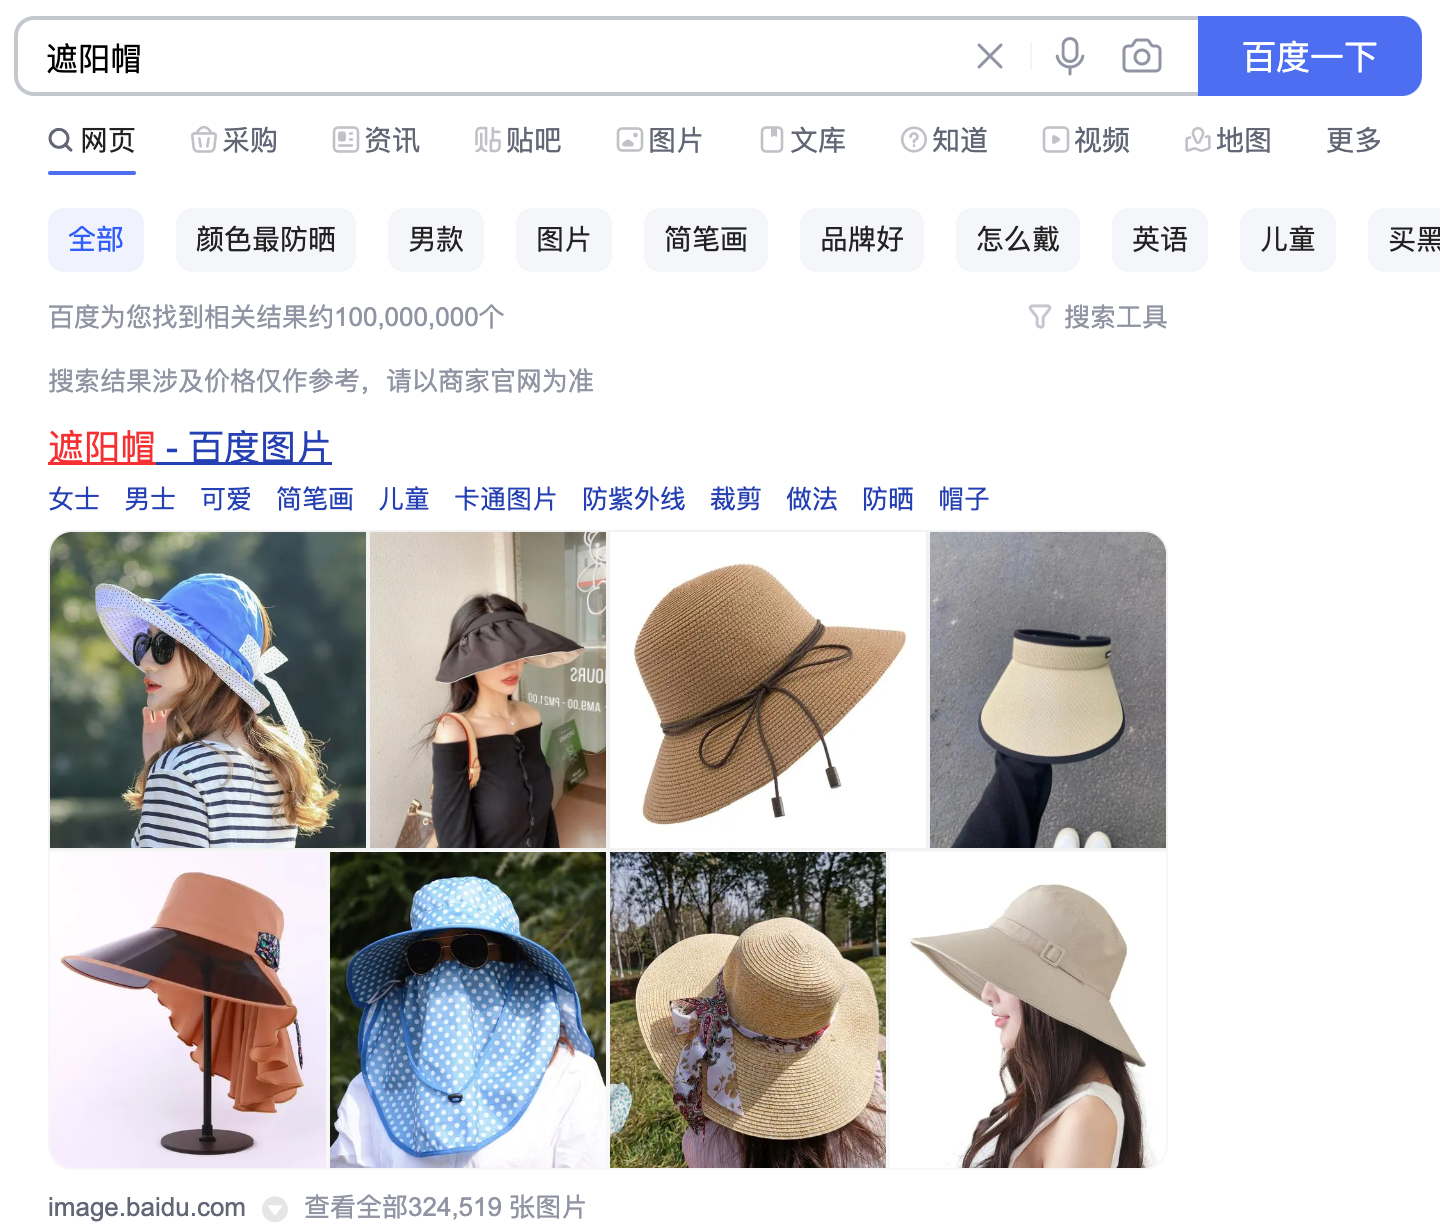 遮阳帽
百度一下
网页 采购 资讯 贴吧 图片 文库 知道 视频 地图 更多
全部 颜色最防晒 男款 图片 简笔画 品牌好 怎么戴 英语 儿童 买黑
百度为您找到相关结果约100,000,000个
搜索工具
搜索结果涉及价格仅作参考，请以商家官网为准
遮阳帽 - 百度图片
女士 男士 可爱 简笔画 儿童 卡通图片 防紫外线 裁剪 做法 防晒 帽子
image.baidu.com 查看全部324,519 张图片